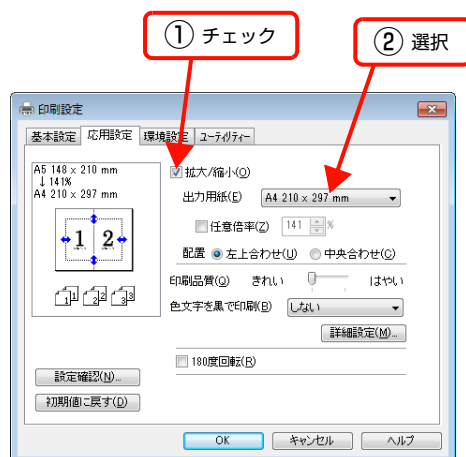 ① チェック
② 選択
印刷設定
基本設定 応用設定 環境設定 ユーティリティー
A5 148 x 210 mm
↓ 141%
A4 210 x 297 mm
1 2
1 1 2 2 3 3
拡大/縮小(O)
出力用紙(E) A4 210 x 297 mm
任意倍率(Z) 141 %
配置 左上合わせ(U) 中央合わせ(C)
印刷品質(Q) きれい はやい
色文字を黒で印刷(B) しない
詳細設定(M)...
180度回転(R)
設定確認(N)...
初期値に戻す(D)
OK キャンセル ヘルプ